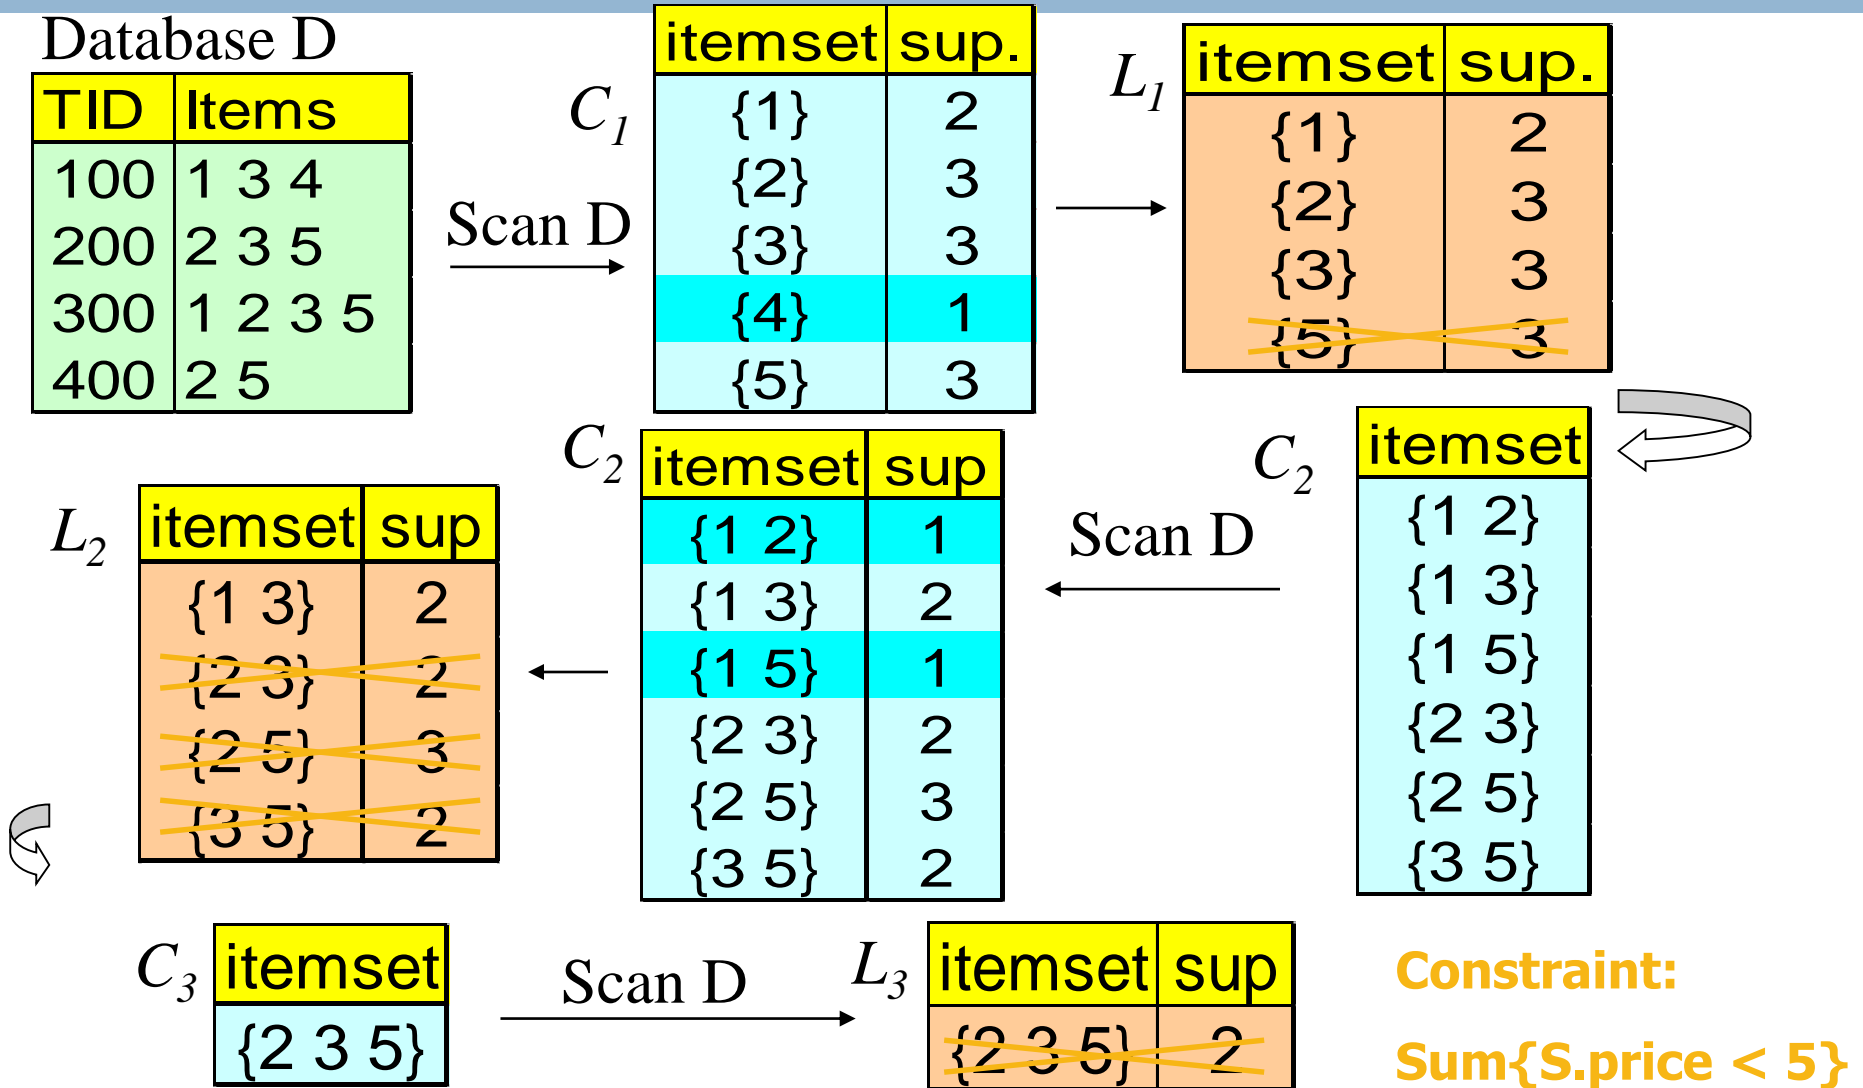 Database D
TID Items
100 1 3 4
200 2 3 5
300 1 2 3 5
400 2 5
Scan D
C1
itemset sup.
{1} 2
{2} 3
{3} 3
{4} 1
{5} 3
L1
itemset sup.
{1} 2
{2} 3
{3} 3
{5} 3
C2
itemset
{1 2}
{1 3}
{1 5}
{2 3}
{2 5}
{3 5}
Scan D
C2
itemset sup
{1 2} 1
{1 3} 2
{1 5} 1
{2 3} 2
{2 5} 3
{3 5} 2
L2
itemset sup
{1 3} 2
{2 3} 2
{2 5} 3
{3 5} 2
C3
itemset
{2 3 5}
Scan D
L3
itemset sup
{2 3 5} 2
Constraint:
Sum{S.price < 5}